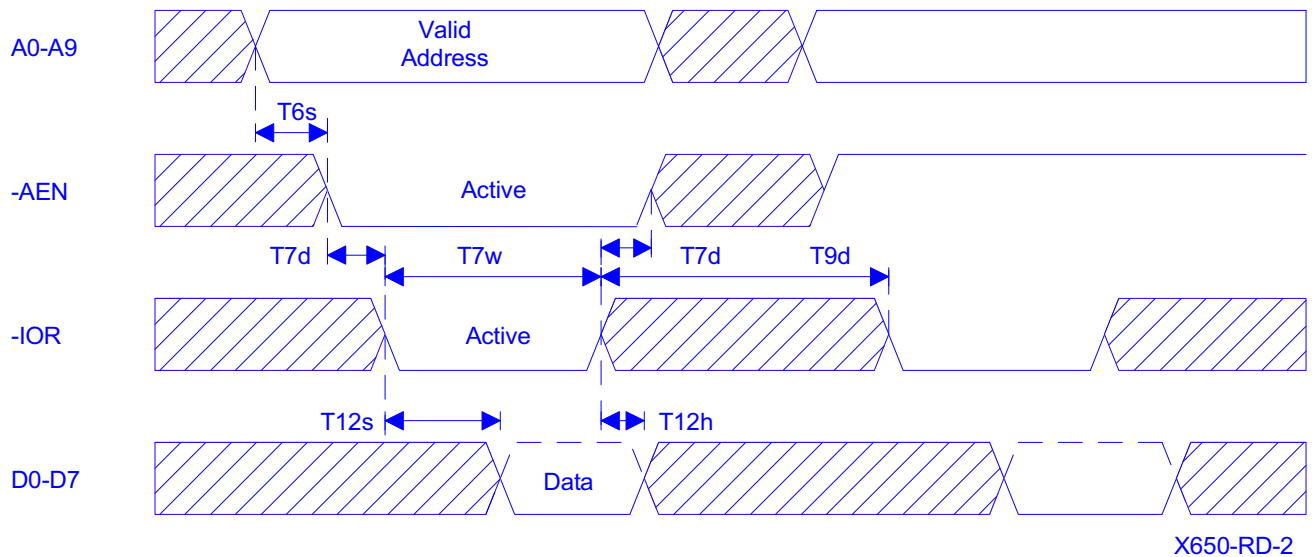 A0-A9
Valid
Address
T6s
-AEN
Active
T7d
T7w
T7d
T9d
-IOR
Active
T12s
T12h
D0-D7
Data
X650-RD-2